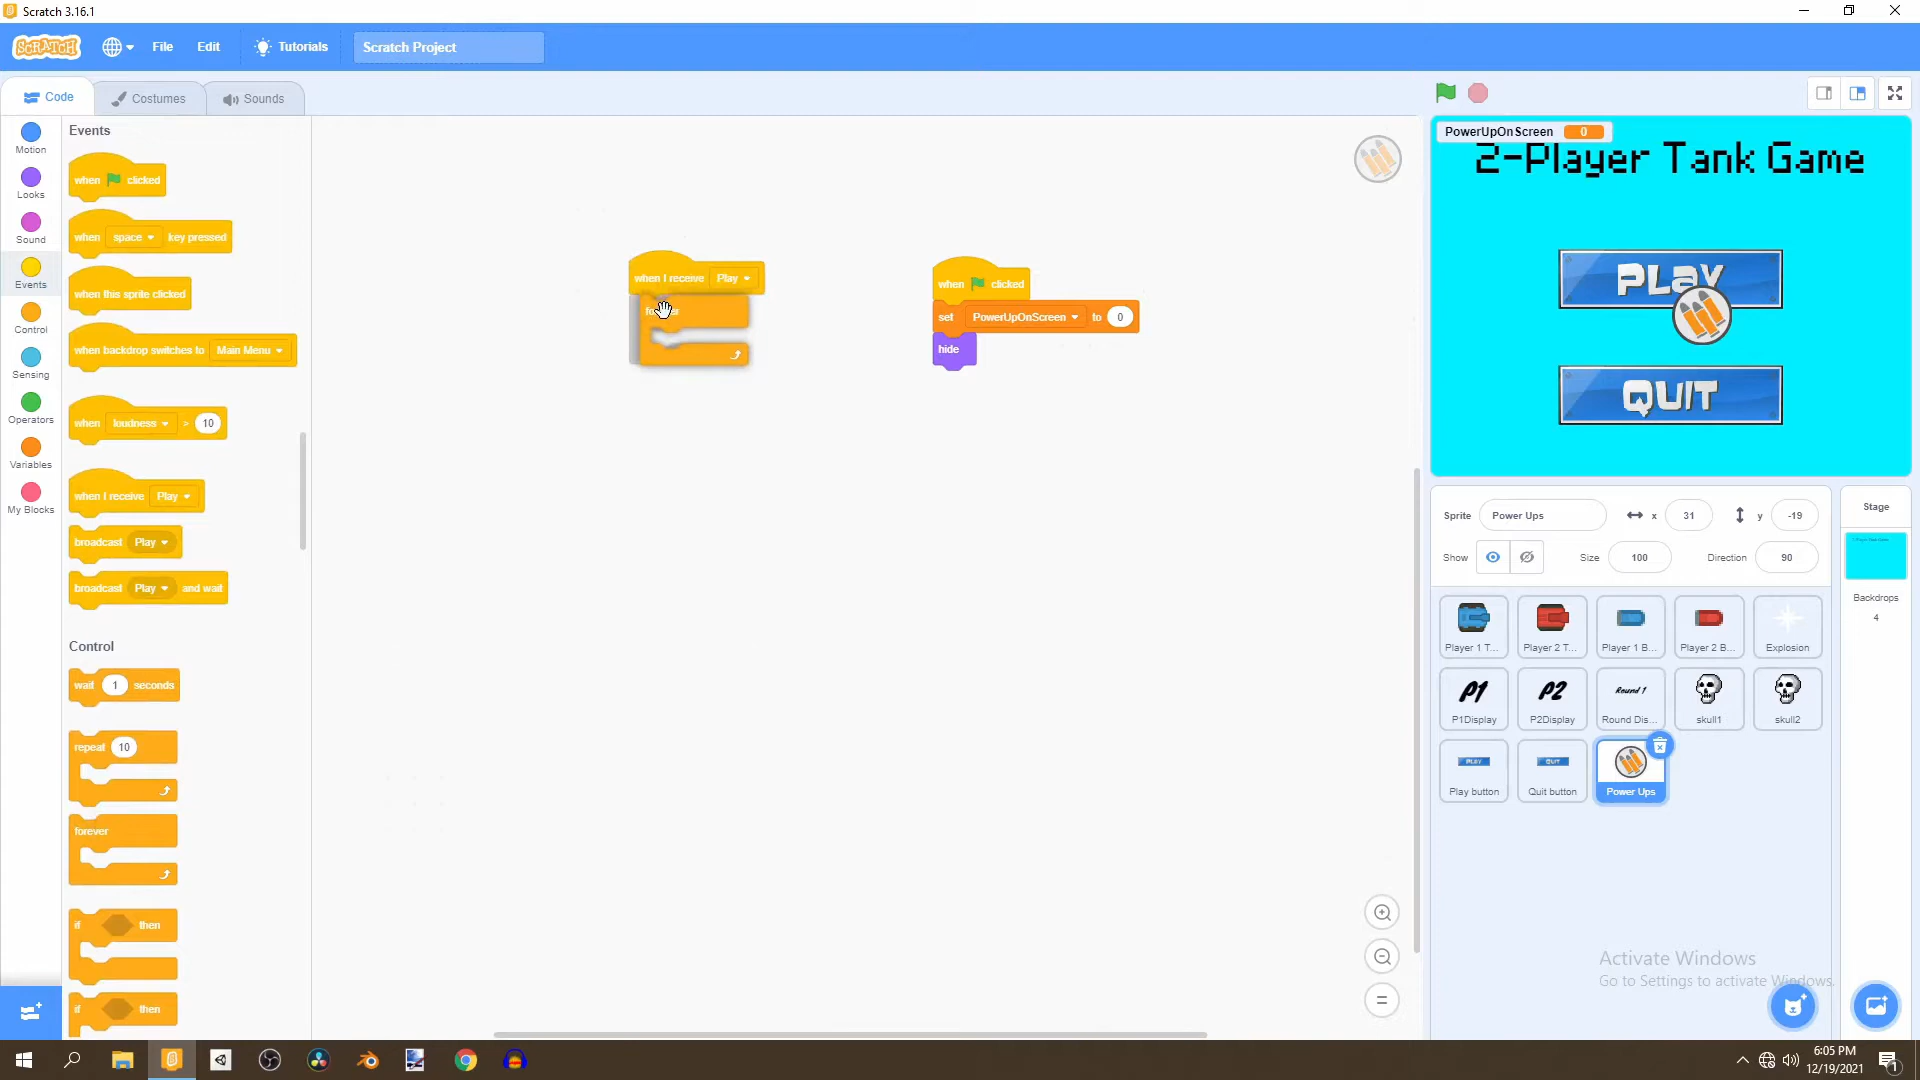 Scratch 3.16.1
SCRATCH
File
Edit
Tutorials
Scratch Project
Code
Costumes
Sounds
Motion
Looks
Sound
Events
Control
Sensing
Operators
Variables
My Blocks
Events
when clicked
when space key pressed
when this sprite clicked
when backdrop switches to Main Menu
when loudness > 10
when I receive Play
broadcast Play
broadcast Play and wait
Control
wait 1 seconds
repeat 10
forever
if then
if then
when I receive Play
when clicked
set PowerUpOnScreen to 0
hide
PowerUpOnScreen 0
2-Player Tank Game
PLAY
QUIT
Sprite Power Ups x 31 y -19
Show Size 100 Direction 90
Player 1 T...
Player 2 T...
Player 1 B...
Player 2 B...
Explosion
P1
P2
Round 1
P1Display
P2Display
Round Dis...
skull1
skull2
PLAY
QUIT
Play button
Quit button
Power Ups
Stage
Backdrops
4
Activate Windows
Go to Settings to activate Windows.
6:05 PM
12/19/2021
1